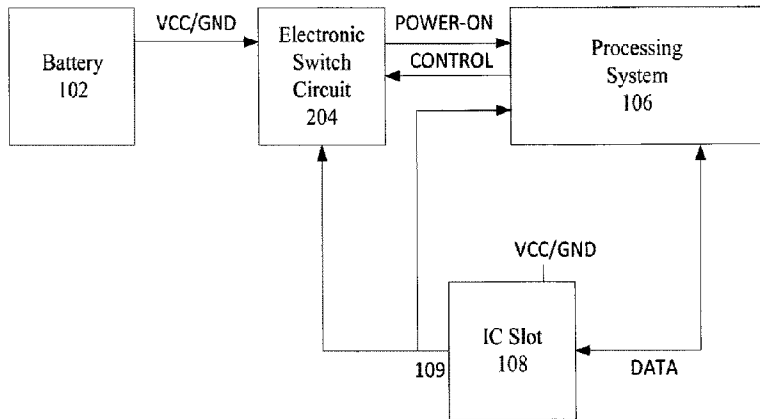 VCC/GND
Battery
102
Electronic
Switch
Circuit
204
POWER-ON
CONTROL
Processing
System
106
VCC/GND
IC Slot
108
109
DATA